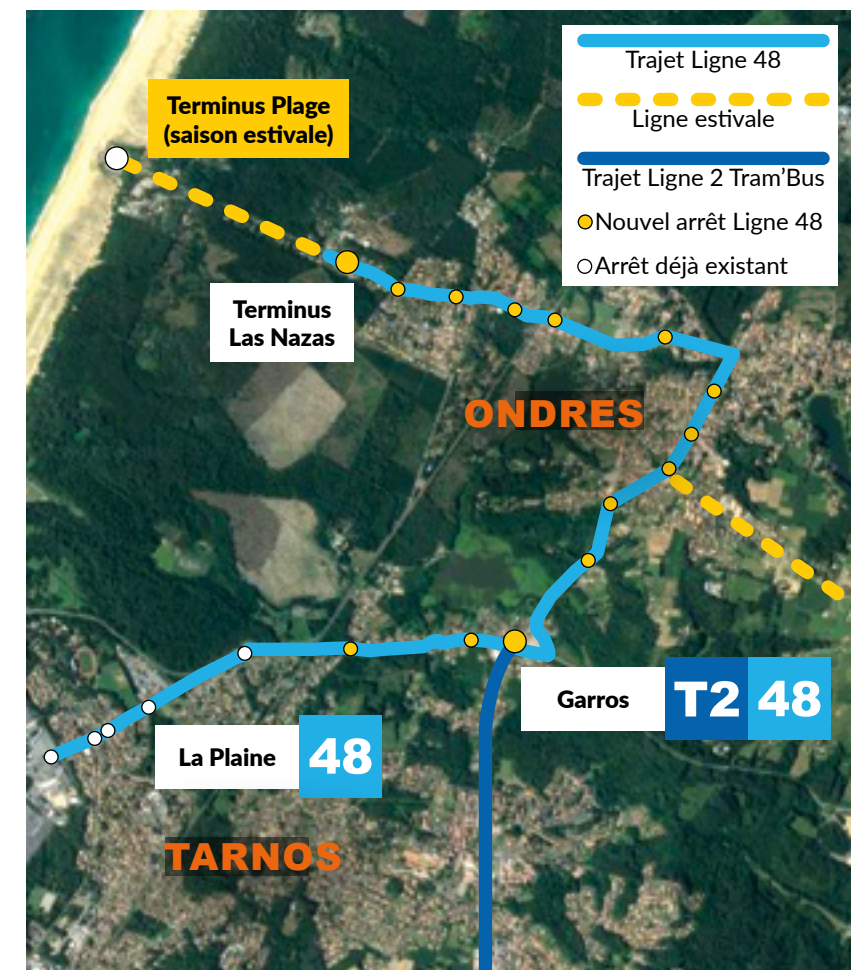 Trajet Ligne 48
Ligne estivale
Trajet Ligne 2 Tram'Bus
Nouvel arrêt Ligne 48
Arrêt déjà existant
Terminus Plage
(saison estivale)
Terminus
Las Nazas
ONDRES
Garros
T2 48
La Plaine
48
TARNOS